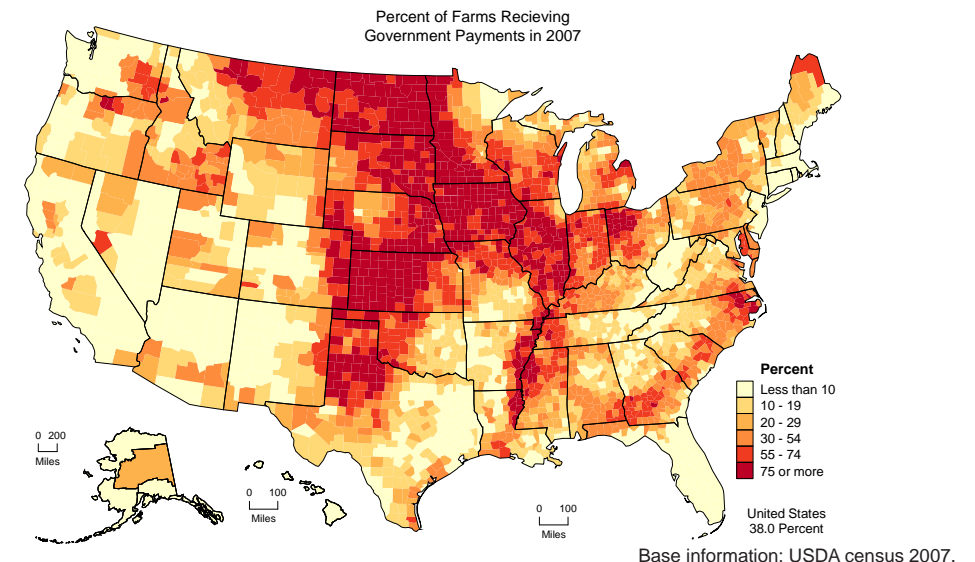 Percent of Farms Recieving
Government Payments in 2007
Percent
Less than 10
10 - 19
20 - 29
30 - 54
55 - 74
75 or more
0 200
Miles
0 100
Miles
0 100
Miles
United States
38.0 Percent
Base information: USDA census 2007.